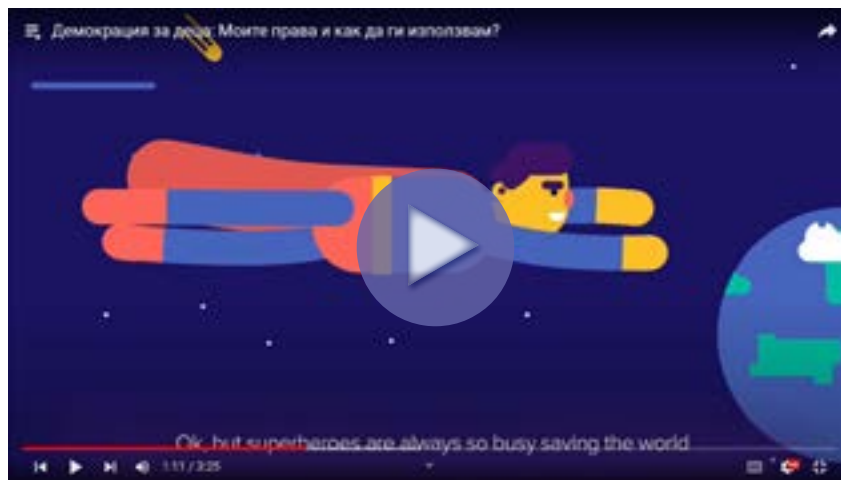 Демокрация за деца: Моите права и как да ги използвам?
Ok, but superheroes are always so busy saving the world
1:11 / 3:25